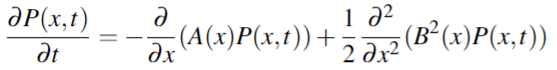 ∂P(x,t)/∂t = −∂/∂x (A(x)P(x,t)) + 1/2 ∂²/∂x² (B²(x)P(x,t))